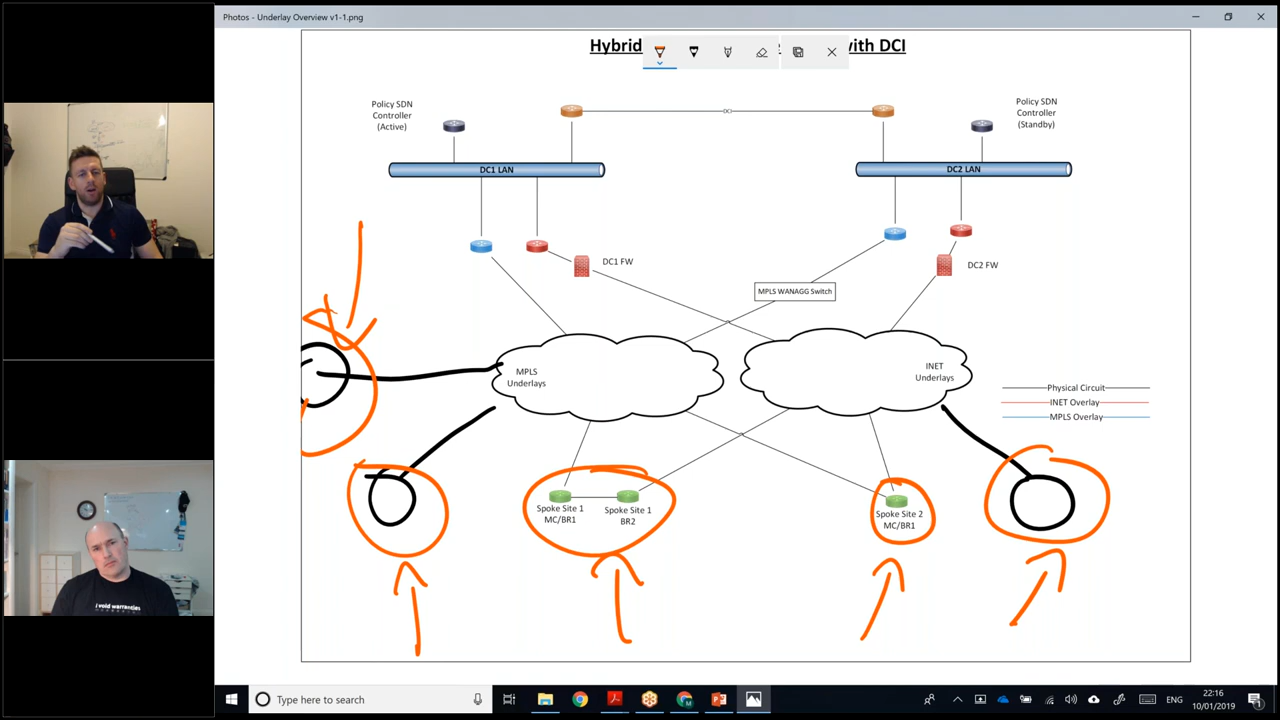 Photos - Underlay Overview v1-1.png
Hybrid
with DCI
Policy SDN
Controller
(Active)
DCI
Policy SDN
Controller
(Standby)
DC1 LAN
DC2 LAN
DC1 FW
DC2 FW
MPLS WANAGG Switch
MPLS
Underlays
INET
Underlays
Physical Circuit
INET Overlay
MPLS Overlay
Spoke Site 1
MC/BR1
Spoke Site 1
BR2
Spoke Site 2
MC/BR1
i void warranties
Type here to search
ENG
22:16
10/01/2019